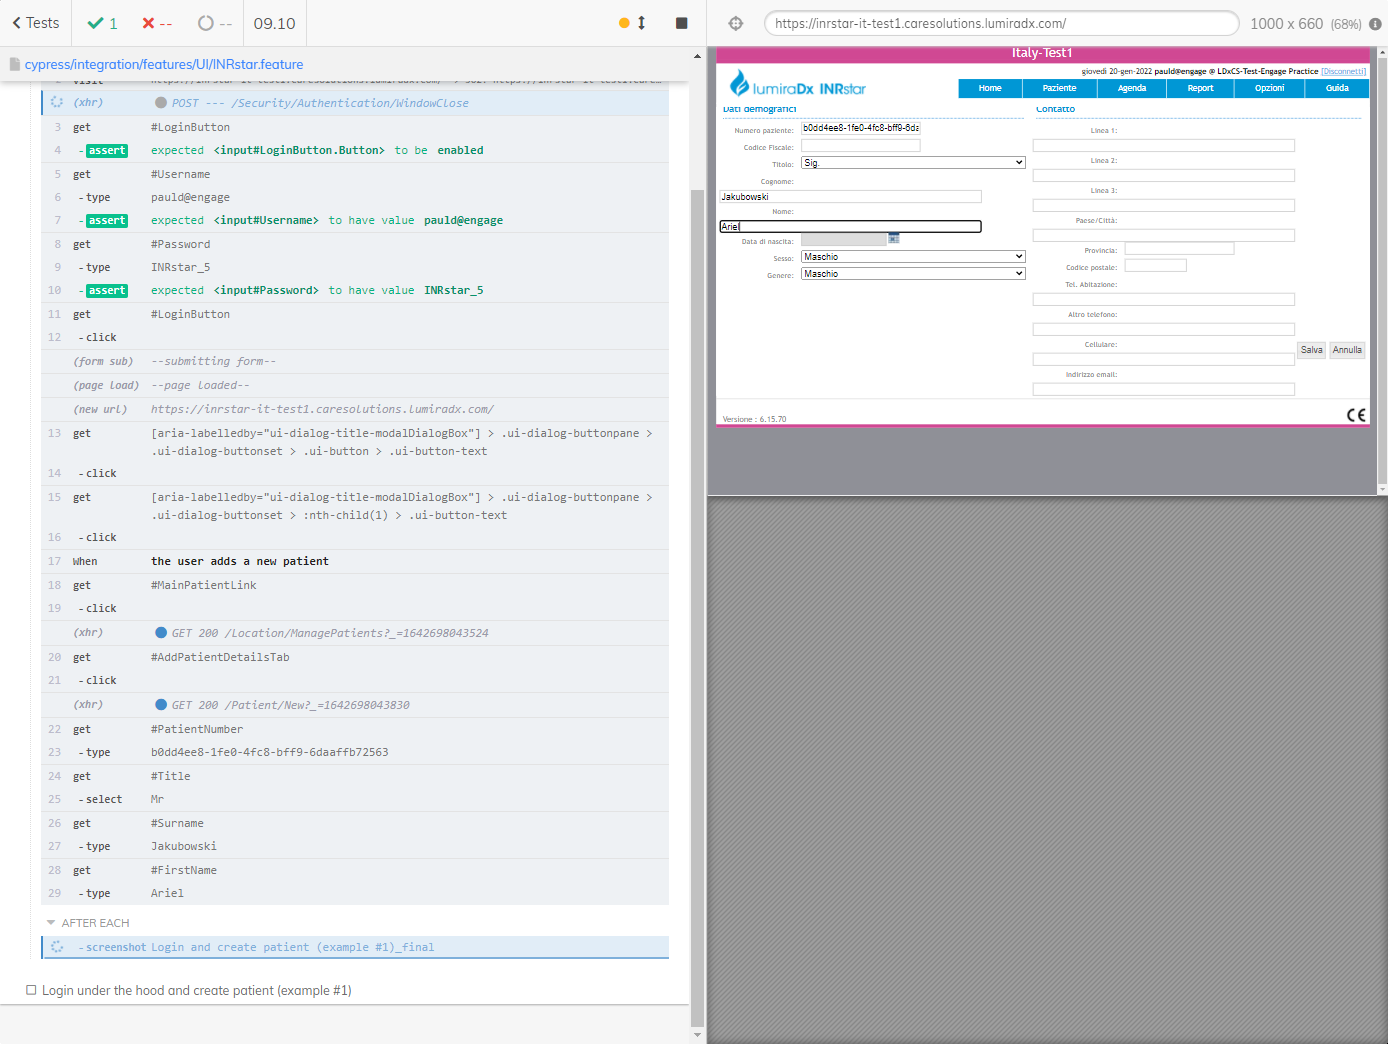 Tests
1
--
--
09.10
cypress/integration/features/UI/INRstar.feature
(xhr) POST --- /Security/Authentication/WindowClose
3 get #LoginButton
4 -assert expected <input#LoginButton.Button> to be enabled
5 get #Username
6 -type pauld@engage
7 -assert expected <input#Username> to have value pauld@engage
8 get #Password
9 -type INRstar_5
10 -assert expected <input#Password> to have value INRstar_5
11 get #LoginButton
12 -click
(form sub) --submitting form--
(page load) --page loaded--
(new url) https://inrstar-it-test1.caresolutions.lumiradx.com/
13 get [aria-labelledby="ui-dialog-title-modalDialogBox"] > .ui-dialog-buttonpane >
.ui-dialog-buttonset > .ui-button > .ui-button-text
14 -click
15 get [aria-labelledby="ui-dialog-title-modalDialogBox"] > .ui-dialog-buttonpane >
.ui-dialog-buttonset > :nth-child(1) > .ui-button-text
16 -click
17 When the user adds a new patient
18 get #MainPatientLink
19 -click
(xhr) GET 200 /Location/ManagePatients?_=1642698043524
20 get #AddPatientDetailsTab
21 -click
(xhr) GET 200 /Patient/New?_=1642698043830
22 get #PatientNumber
23 -type b0dd4ee8-1fe0-4fc8-bff9-6daaffb72563
24 get #Title
25 -select Mr
26 get #Surname
27 -type Jakubowski
28 get #FirstName
29 -type Ariel
AFTER EACH
-screenshot Login and create patient (example #1)_final
Login under the hood and create patient (example #1)
https://inrstar-it-test1.caresolutions.lumiradx.com/
1000 x 660 (68%)
Italy-Test1
giovedì 20-gen-2022 pauld@engage @ LDxCS-Test-Engage Practice [Disconnetti]
lumiraDx INRstar
Home Paziente Agenda Report Opzioni Guida
Dati demografici
Numero paziente: b0dd4ee8-1fe0-4fc8-bff9-6da
Codice Fiscale:
Titolo: Sig.
Cognome:
Jakubowski
Nome:
Ariel
Data di nascita:
Sesso: Maschio
Genere: Maschio
Contatto
Linea 1:
Linea 2:
Linea 3:
Paese/Città:
Provincia:
Codice postale:
Tel. Abitazione:
Altro telefono:
Cellulare:
Indirizzo email:
Salva Annulla
Versione : 6.15.70
CE